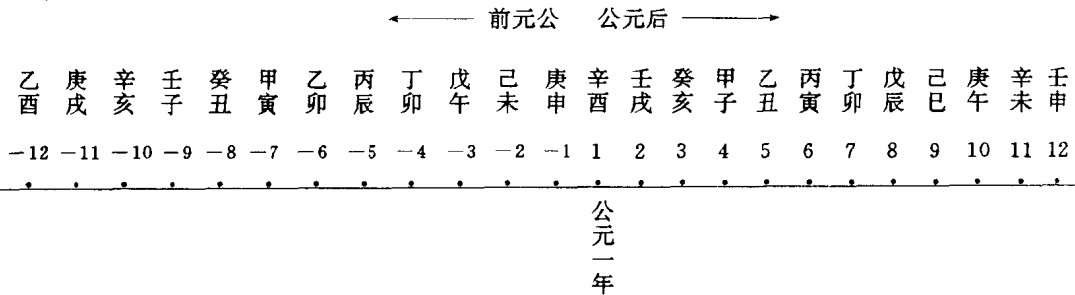 ← 前元公 公元后 →
乙 庚 辛 壬 癸 甲 乙 丙 丁 戊 己 庚 辛 壬 癸 甲 乙 丙 丁 戊 己 庚 辛 壬
酉 戌 亥 子 丑 寅 卯 辰 卯 午 未 申 酉 戌 亥 子 丑 寅 卯 辰 巳 午 未 申
−12 −11 −10 −9 −8 −7 −6 −5 −4 −3 −2 −1 1 2 3 4 5 6 7 8 9 10 11 12
公元一年